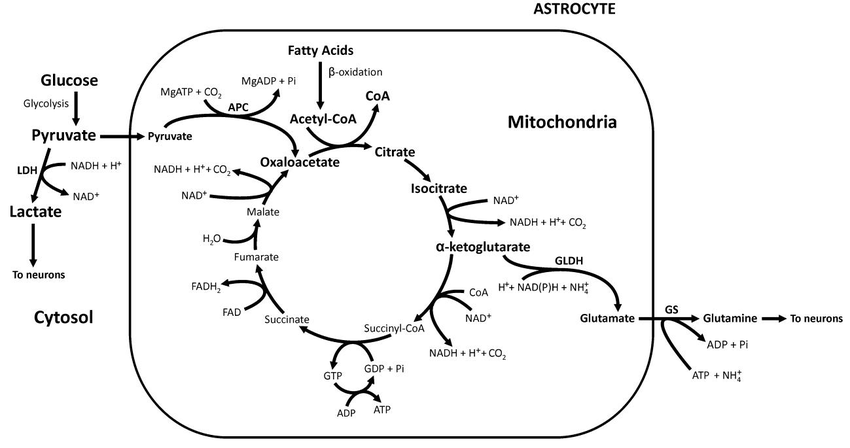 ASTROCYTE
Fatty Acids
β-oxidation
Glucose
Glycolysis
MgATP + CO₂
MgADP + Pi
APC
CoA
Acetyl-CoA
Pyruvate
Pyruvate
Mitochondria
Oxaloacetate
Citrate
LDH
NADH + H⁺
NAD⁺
NADH + H⁺+ CO₂
NAD⁺
Isocitrate
Lactate
Malate
NAD⁺
NADH + H⁺+ CO₂
H₂O
α-ketoglutarate
Fumarate
GLDH
To neurons
H⁺+ NAD(P)H + NH₄⁺
FADH₂
FAD
CoA
NAD⁺
Cytosol
Succinate
Succinyl-CoA
Glutamate
GS
Glutamine
To neurons
ADP + Pi
NADH + H⁺+ CO₂
GTP
GDP + Pi
ATP + NH₄⁺
ADP
ATP